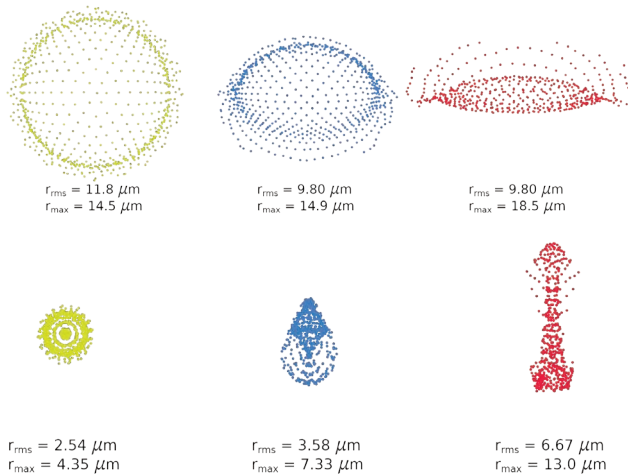 r_rms = 11.8 μm
r_max = 14.5 μm
r_rms = 9.80 μm
r_max = 14.9 μm
r_rms = 9.80 μm
r_max = 18.5 μm
r_rms = 2.54 μm
r_max = 4.35 μm
r_rms = 3.58 μm
r_max = 7.33 μm
r_rms = 6.67 μm
r_max = 13.0 μm